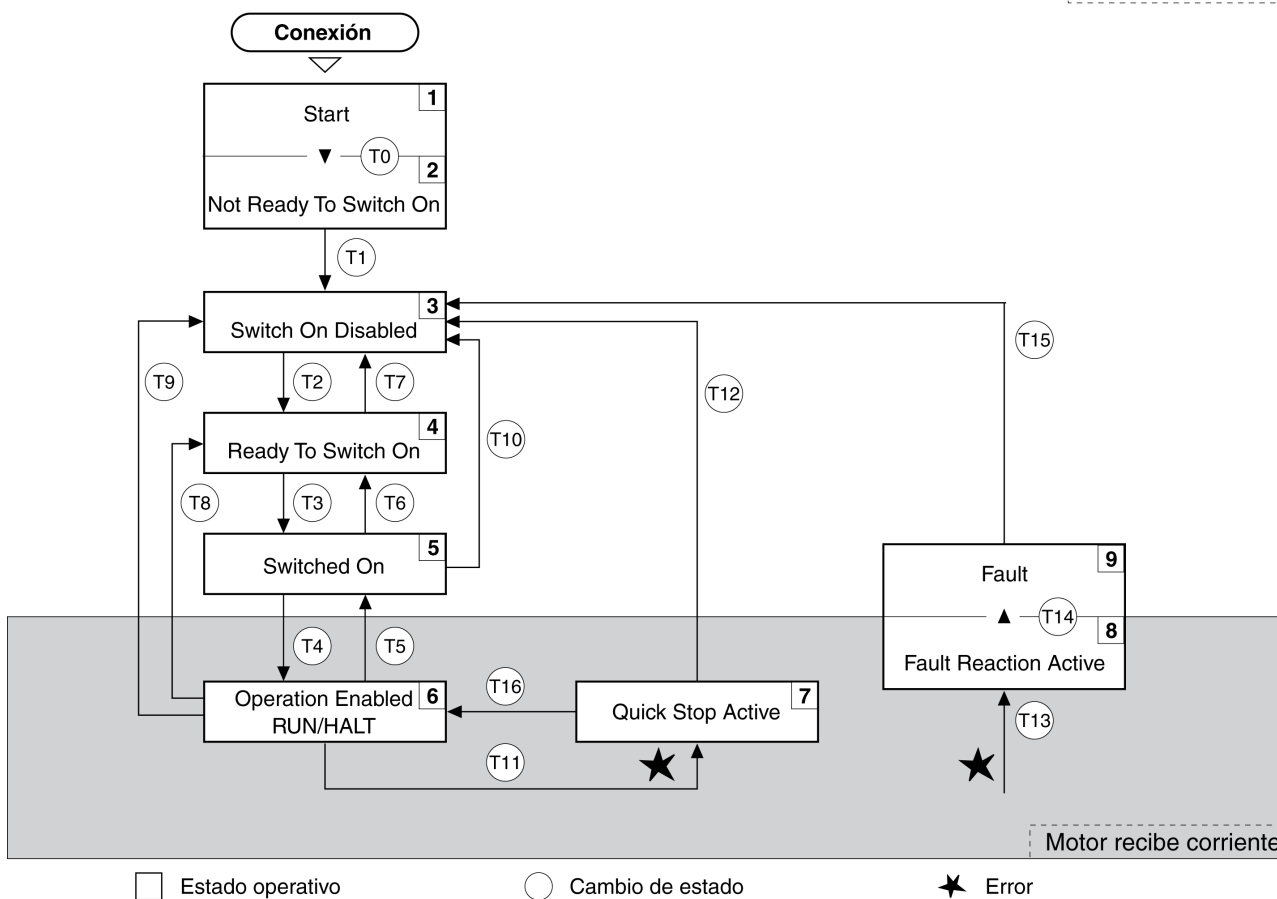 Conexión
1
Start
T0
2
Not Ready To Switch On
T1
3
Switch On Disabled
T15
T9
T2
T7
T12
4
Ready To Switch On
T10
T8
T3
T6
5
Switched On
9
Fault
T14
8
Fault Reaction Active
T4
T5
Operation Enabled
6
RUN/HALT
T16
7
Quick Stop Active
T13
T11
Motor recibe corriente
Estado operativo
Cambio de estado
Error